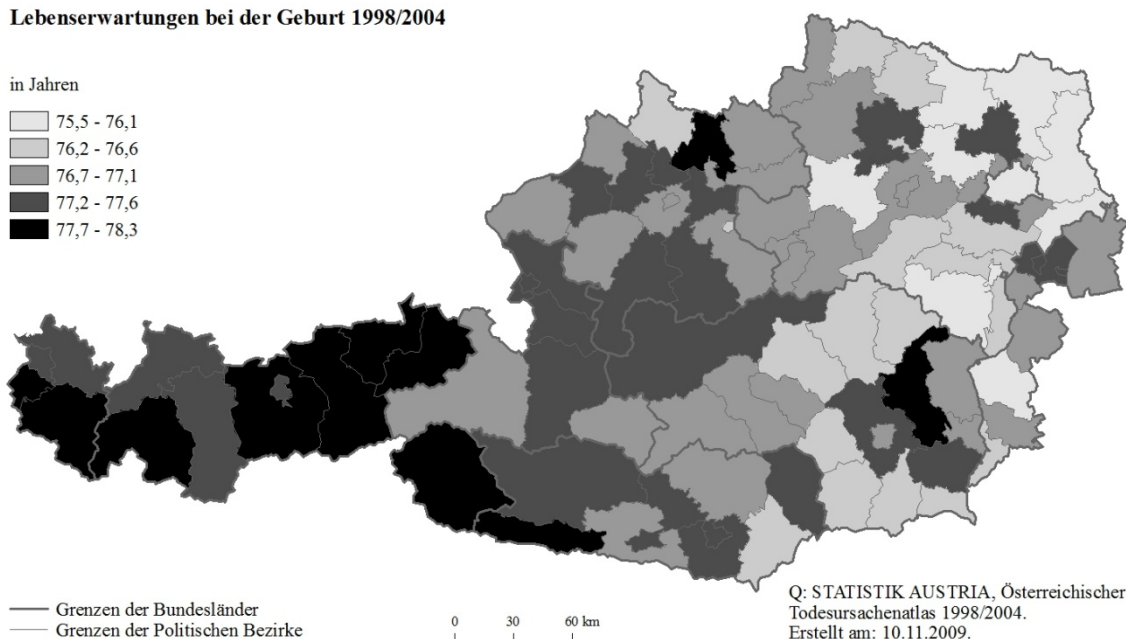 Lebenserwartungen bei der Geburt 1998/2004
in Jahren
75,5 - 76,1
76,2 - 76,6
76,7 - 77,1
77,2 - 77,6
77,7 - 78,3
Grenzen der Bundesländer
Grenzen der Politischen Bezirke
0 30 60 km
Q: STATISTIK AUSTRIA, Österreichischer
Todesursachenatlas 1998/2004.
Erstellt am: 10.11.2009.